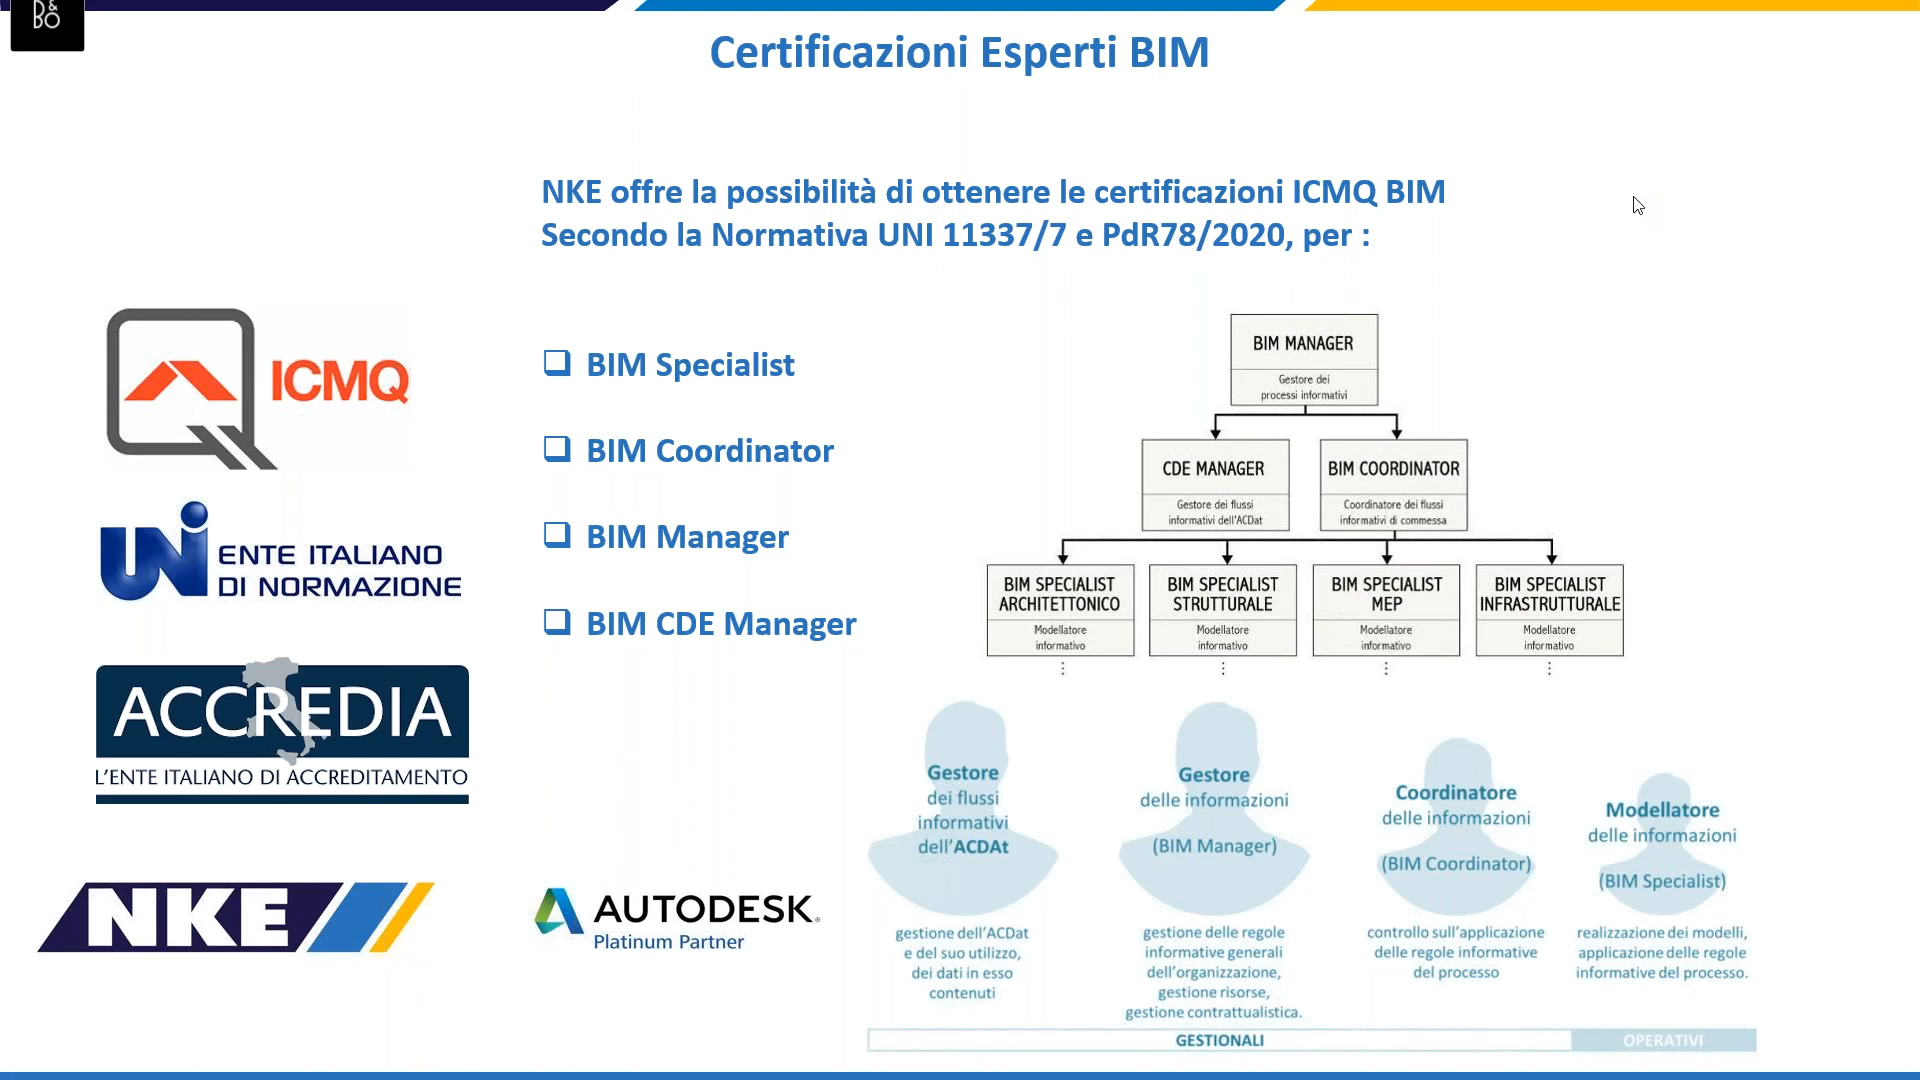 B&
BO
Certificazioni Esperti BIM
NKE offre la possibilità di ottenere le certificazioni ICMQ BIM
Secondo la Normativa UNI 11337/7 e PdR78/2020, per :
ICMQ
UNI ENTE ITALIANO
DI NORMAZIONE
ACCREDIA
L'ENTE ITALIANO DI ACCREDITAMENTO
NKE
AUTODESK®
Platinum Partner
❑ BIM Specialist
❑ BIM Coordinator
❑ BIM Manager
❑ BIM CDE Manager
BIM MANAGER
Gestore dei
processi informativi
CDE MANAGER
Gestore dei flussi
informativi dell'ACDat
BIM COORDINATOR
Coordinatore dei flussi
informativi di commessa
BIM SPECIALIST
ARCHITETTONICO
Modellatore
informativo
BIM SPECIALIST
STRUTTURALE
Modellatore
informativo
BIM SPECIALIST
MEP
Modellatore
informativo
BIM SPECIALIST
INFRASTRUTTURALE
Modellatore
informativo
Gestore
dei flussi
informativi
dell'ACDAt
gestione dell'ACDat
e del suo utilizzo,
dei dati in esso
contenuti
Gestore
delle informazioni
(BIM Manager)
gestione delle regole
informative generali
dell'organizzazione,
gestione risorse,
gestione contrattualistica.
Coordinatore
delle informazioni
(BIM Coordinator)
controllo sull'applicazione
delle regole informative
del processo
Modellatore
delle informazioni
(BIM Specialist)
realizzazione dei modelli,
applicazione delle regole
informative del processo.
GESTIONALI
OPERATIVI